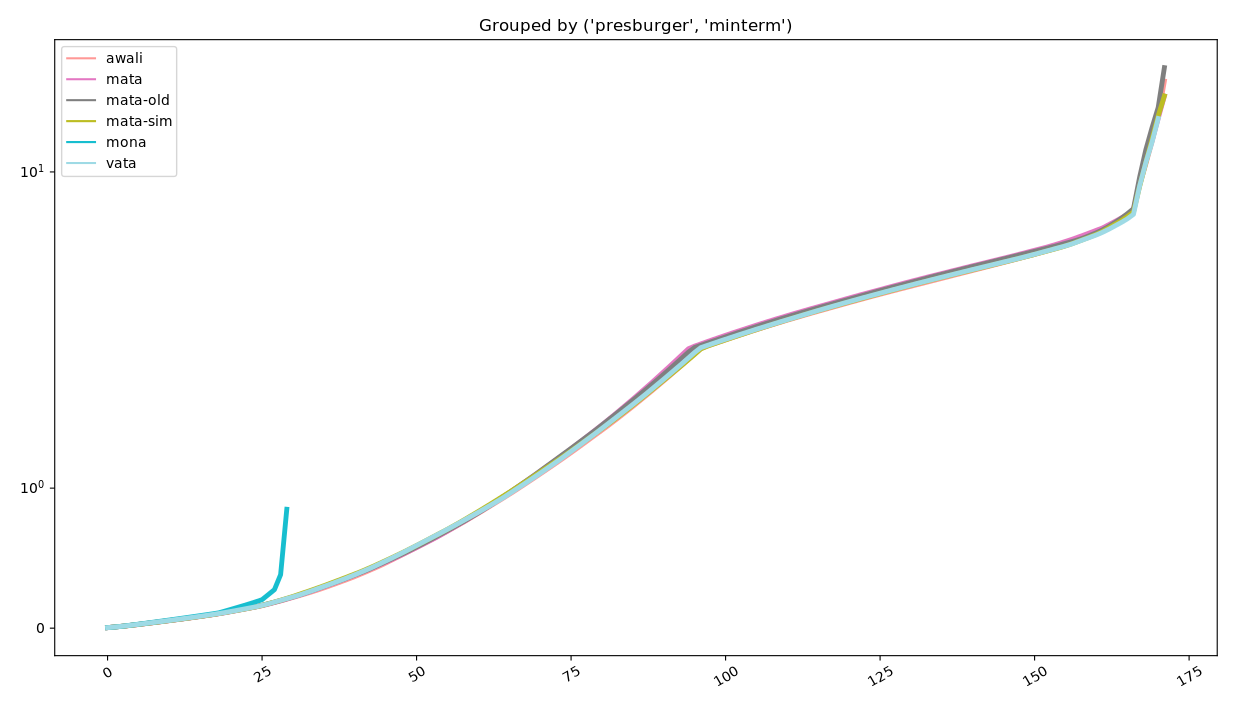 Grouped by ('presburger', 'minterm')
awali
mata
mata-old
mata-sim
mona
vata
10¹
10⁰
0
0
25
50
75
100
125
150
175